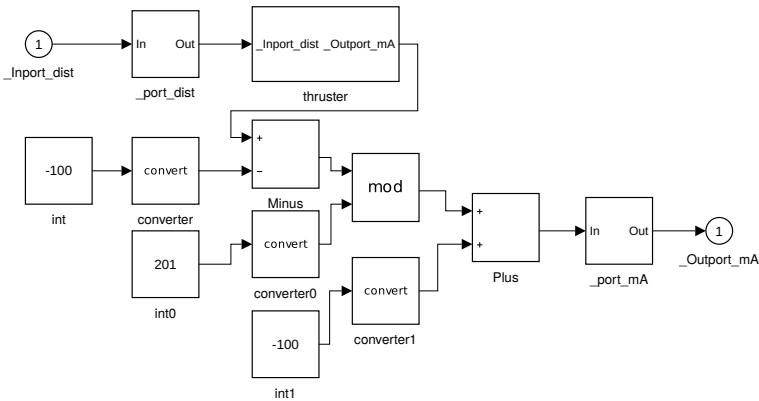 1
_Inport_dist
In Out
_port_dist
_Inport_dist _Outport_mA
thruster
-100
int
convert
converter
+
−
Minus
201
int0
convert
converter0
mod
-100
int1
convert
converter1
+
+
Plus
In Out
_port_mA
1
_Outport_mA